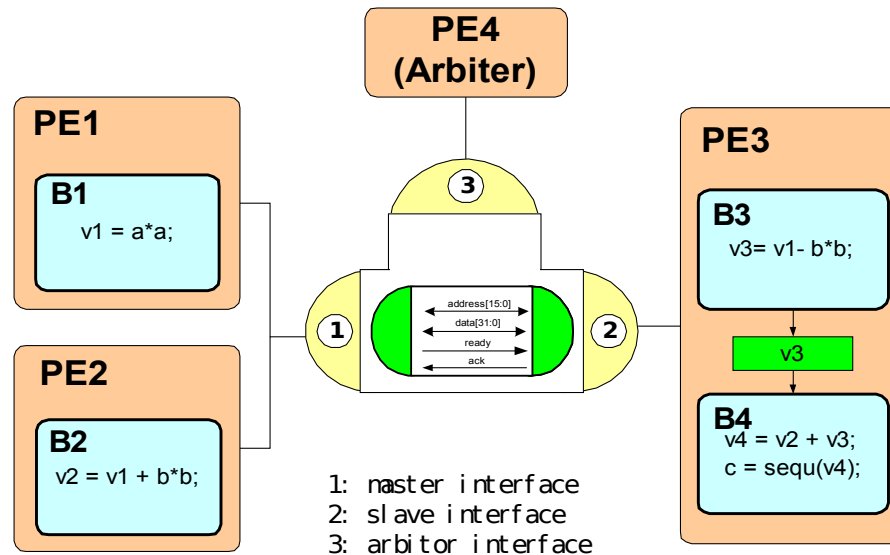 PE4
(Arbiter)
PE1
B1
v1 = a*a;
PE2
B2
v2 = v1 + b*b;
3
1
address[15:0]
data[31:0]
ready
ack
2
PE3
B3
v3= v1- b*b;
v3
B4
v4 = v2 + v3;
c = sequ(v4);
1: master interface
2: slave interface
3: arbitor interface